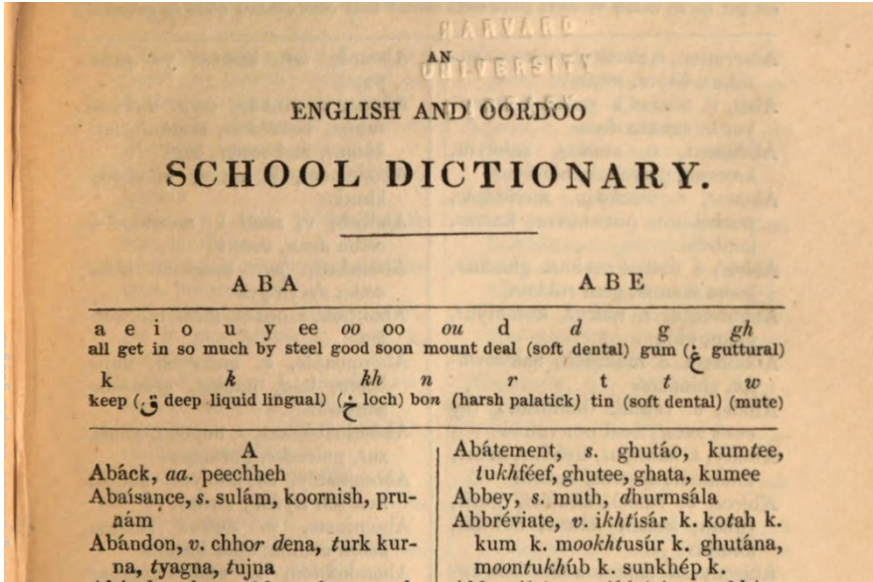 HARVARD
UNIVERSITY
AN
ENGLISH AND OORDOO
SCHOOL DICTIONARY.
ABA ABE
a e i o u y ee oo oo ou d d g gh
all get in so much by steel good soon mount deal (soft dental) gum (غ guttural)
k k kh n r t t w
keep (ق deep liquid lingual) (خ loch) bon (harsh palatick) tin (soft dental) (mute)
A
Abáck, aa. peechheh
Abaísance, s. sulám, koornish, pru-
nám
Abándon, v. chhor dena, turk kur-
na, tyagna, tujna
Abátement, s. ghutáo, kumtee,
tukhféef, ghutee, ghata, kumee
Abbey, s. muth, dhurmsála
Abbréviate, v. ikhtisár k. kotah k.
kum k. mookhtusúr k. ghutána,
moontukhúb k. sunkhép k.